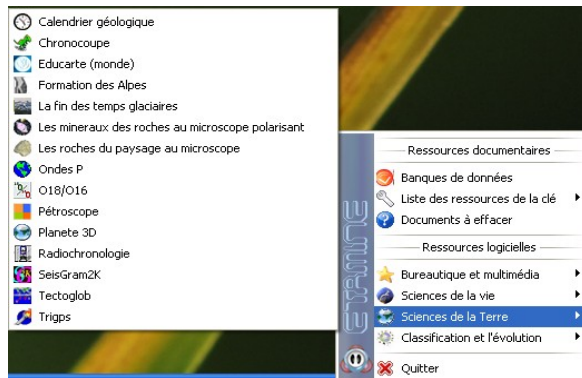 Calendrier géologique
Chronocoupe
Educarte (monde)
Formation des Alpes
La fin des temps glaciaires
Les mineraux des roches au microscope polarisant
Les roches du paysage au microscope
Ondes P
O18/O16
Pétroscope
Planete 3D
Radiochronologie
SeisGram2K
Tectoglob
Trigps
Ressources documentaires
Banques de données
Liste des ressources de la clé
Documents à effacer
Ressources logicielles
Bureautique et multimédia
Sciences de la vie
Sciences de la Terre
Classification et l'évolution
Quitter